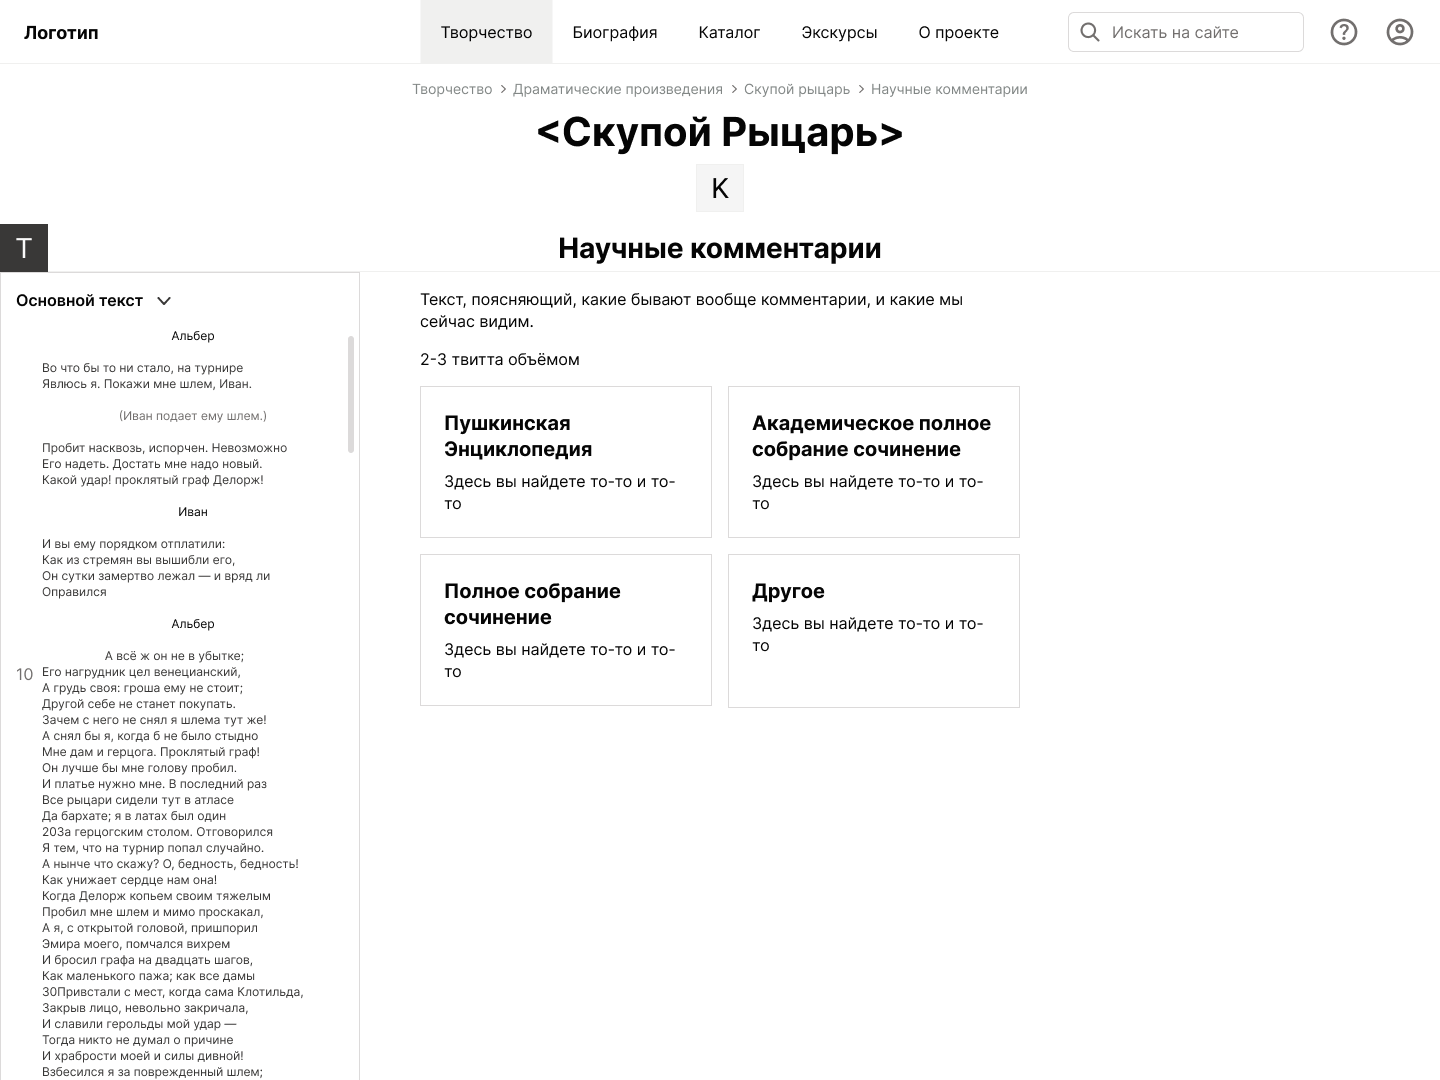 Логотип
Творчество
Биография
Каталог
Экскурсы
О проекте
Искать на сайте
Творчество > Драматические произведения > Скупой рыцарь > Научные комментарии
<Скупой Рыцарь>
К
Т
Научные комментарии
Основной текст
Альбер
Во что бы то ни стало, на турнире
Явлюсь я. Покажи мне шлем, Иван.
(Иван подает ему шлем.)
Пробит насквозь, испорчен. Невозможно
Его надеть. Достать мне надо новый.
Какой удар! проклятый граф Делорж!
Иван
И вы ему порядком отплатили:
Как из стремян вы вышибли его,
Он сутки замертво лежал — и вряд ли
Оправился
Альбер
А всё ж он не в убытке;
10 Его нагрудник цел венецианский,
А грудь своя: гроша ему не стоит;
Другой себе не станет покупать.
Зачем с него не снял я шлема тут же!
А снял бы я, когда б не было стыдно
Мне дам и герцога. Проклятый граф!
Он лучше бы мне голову пробил.
И платье нужно мне. В последний раз
Все рыцари сидели тут в атласе
Да бархате; я в латах был один
20За герцогским столом. Отговорился
Я тем, что на турнир попал случайно.
А нынче что скажу? О, бедность, бедность!
Как унижает сердце нам она!
Когда Делорж копьем своим тяжелым
Пробил мне шлем и мимо проскакал,
А я, с открытой головой, пришпорил
Эмира моего, помчался вихрем
И бросил графа на двадцать шагов,
Как маленького пажа; как все дамы
30Привстали с мест, когда сама Клотильда,
Закрыв лицо, невольно закричала,
И славили герольды мой удар —
Тогда никто не думал о причине
И храбрости моей и силы дивной!
Взбесился я за поврежденный шлем;
Текст, поясняющий, какие бывают вообще комментарии, и какие мы
сейчас видим.
2-3 твитта объёмом
Пушкинская
Энциклопедия
Здесь вы найдете то-то и то-
то
Академическое полное
собрание сочинение
Здесь вы найдете то-то и то-
то
Полное собрание
сочинение
Здесь вы найдете то-то и то-
то
Другое
Здесь вы найдете то-то и то-
то